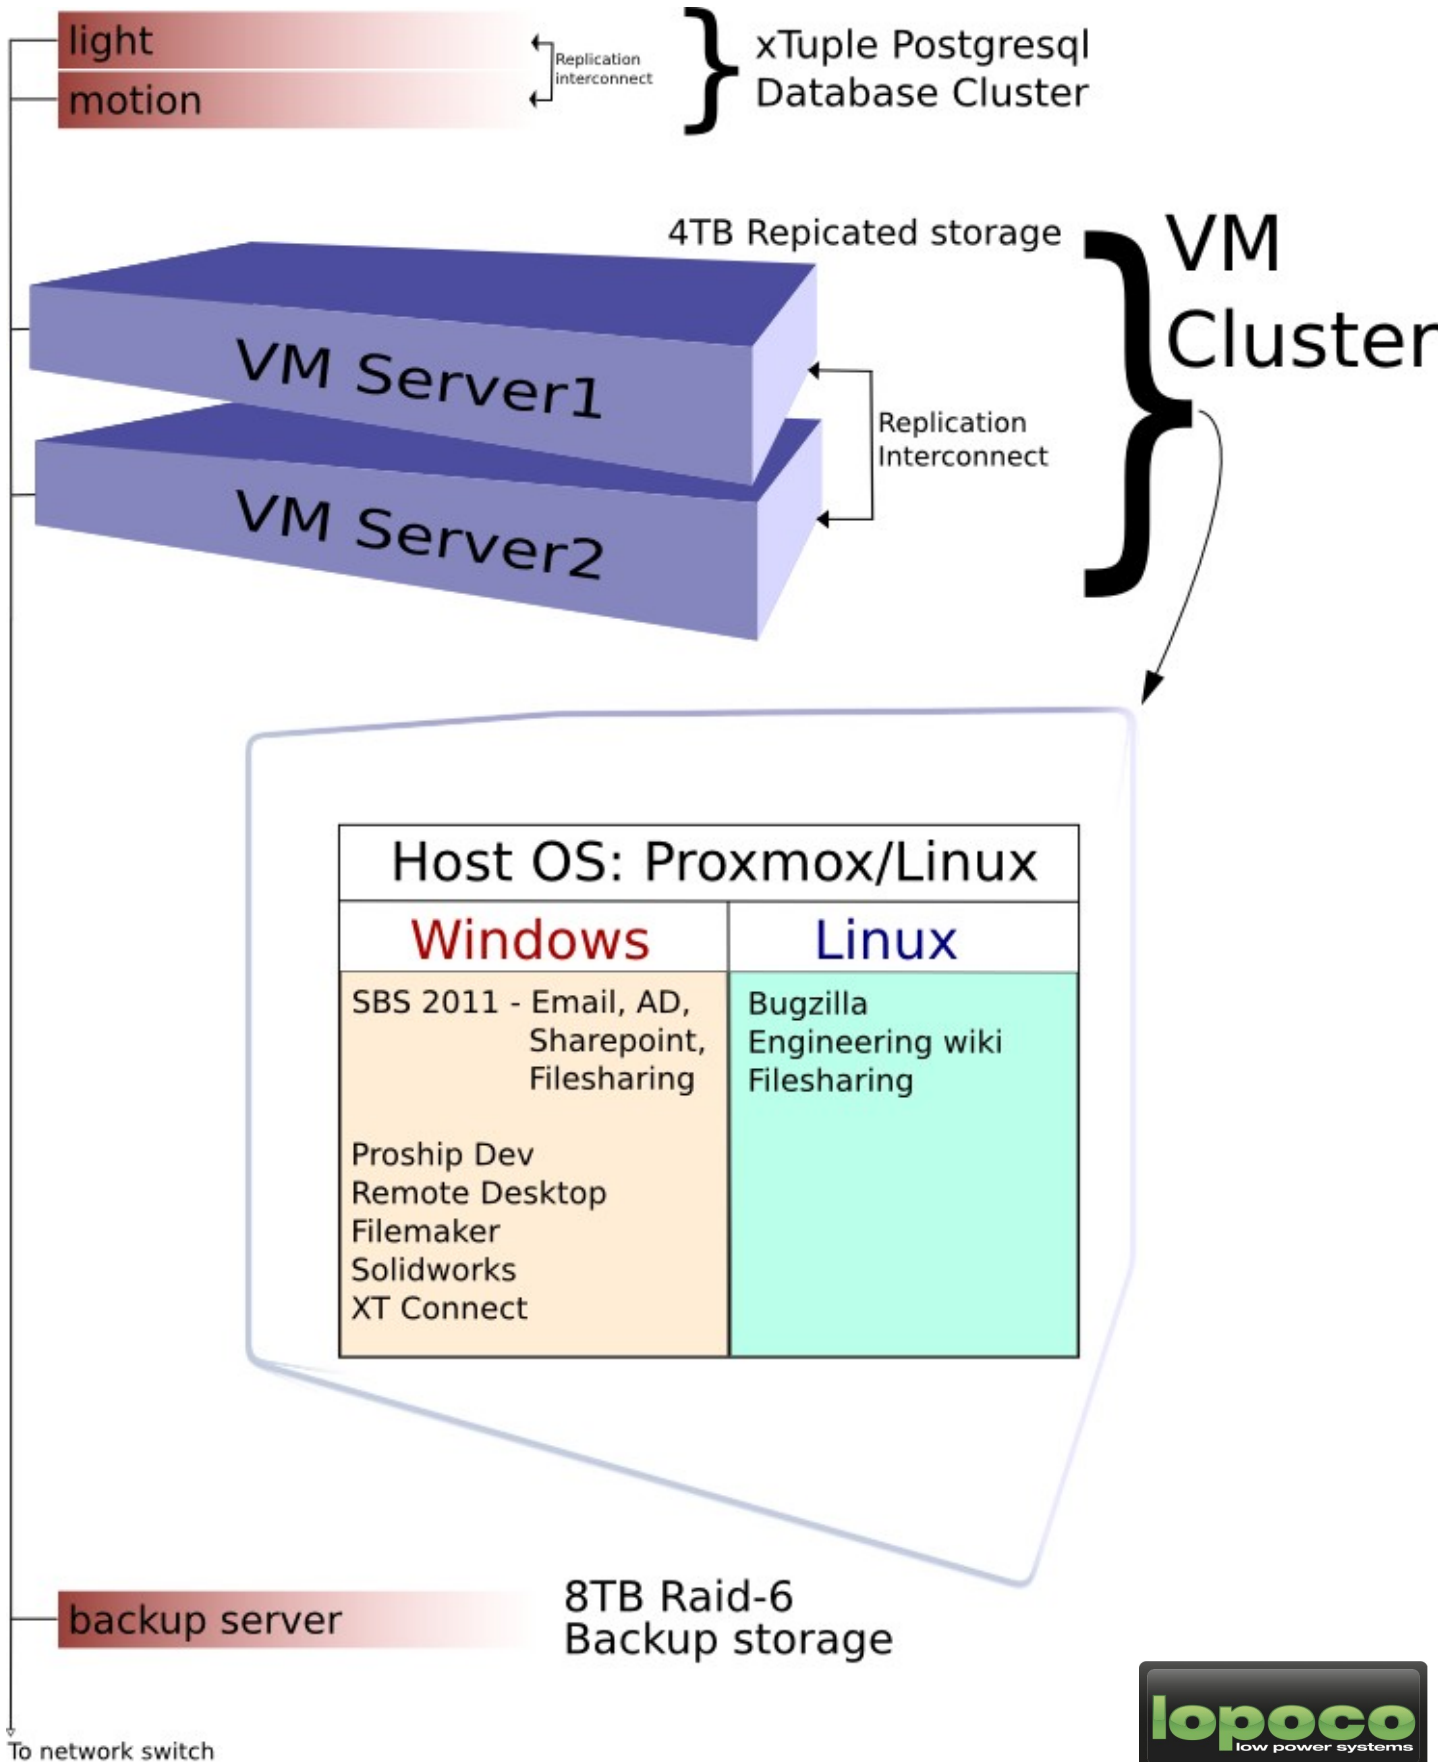 light
motion
Replication
interconnect
xTuple Postgresql
Database Cluster
4TB Repicated storage
VM
Cluster
VM Server1
VM Server2
Replication
Interconnect
Host OS: Proxmox/Linux
Windows
Linux
SBS 2011 - Email, AD,
Sharepoint,
Filesharing
Proship Dev
Remote Desktop
Filemaker
Solidworks
XT Connect
Bugzilla
Engineering wiki
Filesharing
backup server
8TB Raid-6
Backup storage
To network switch
lopoco
low power systems